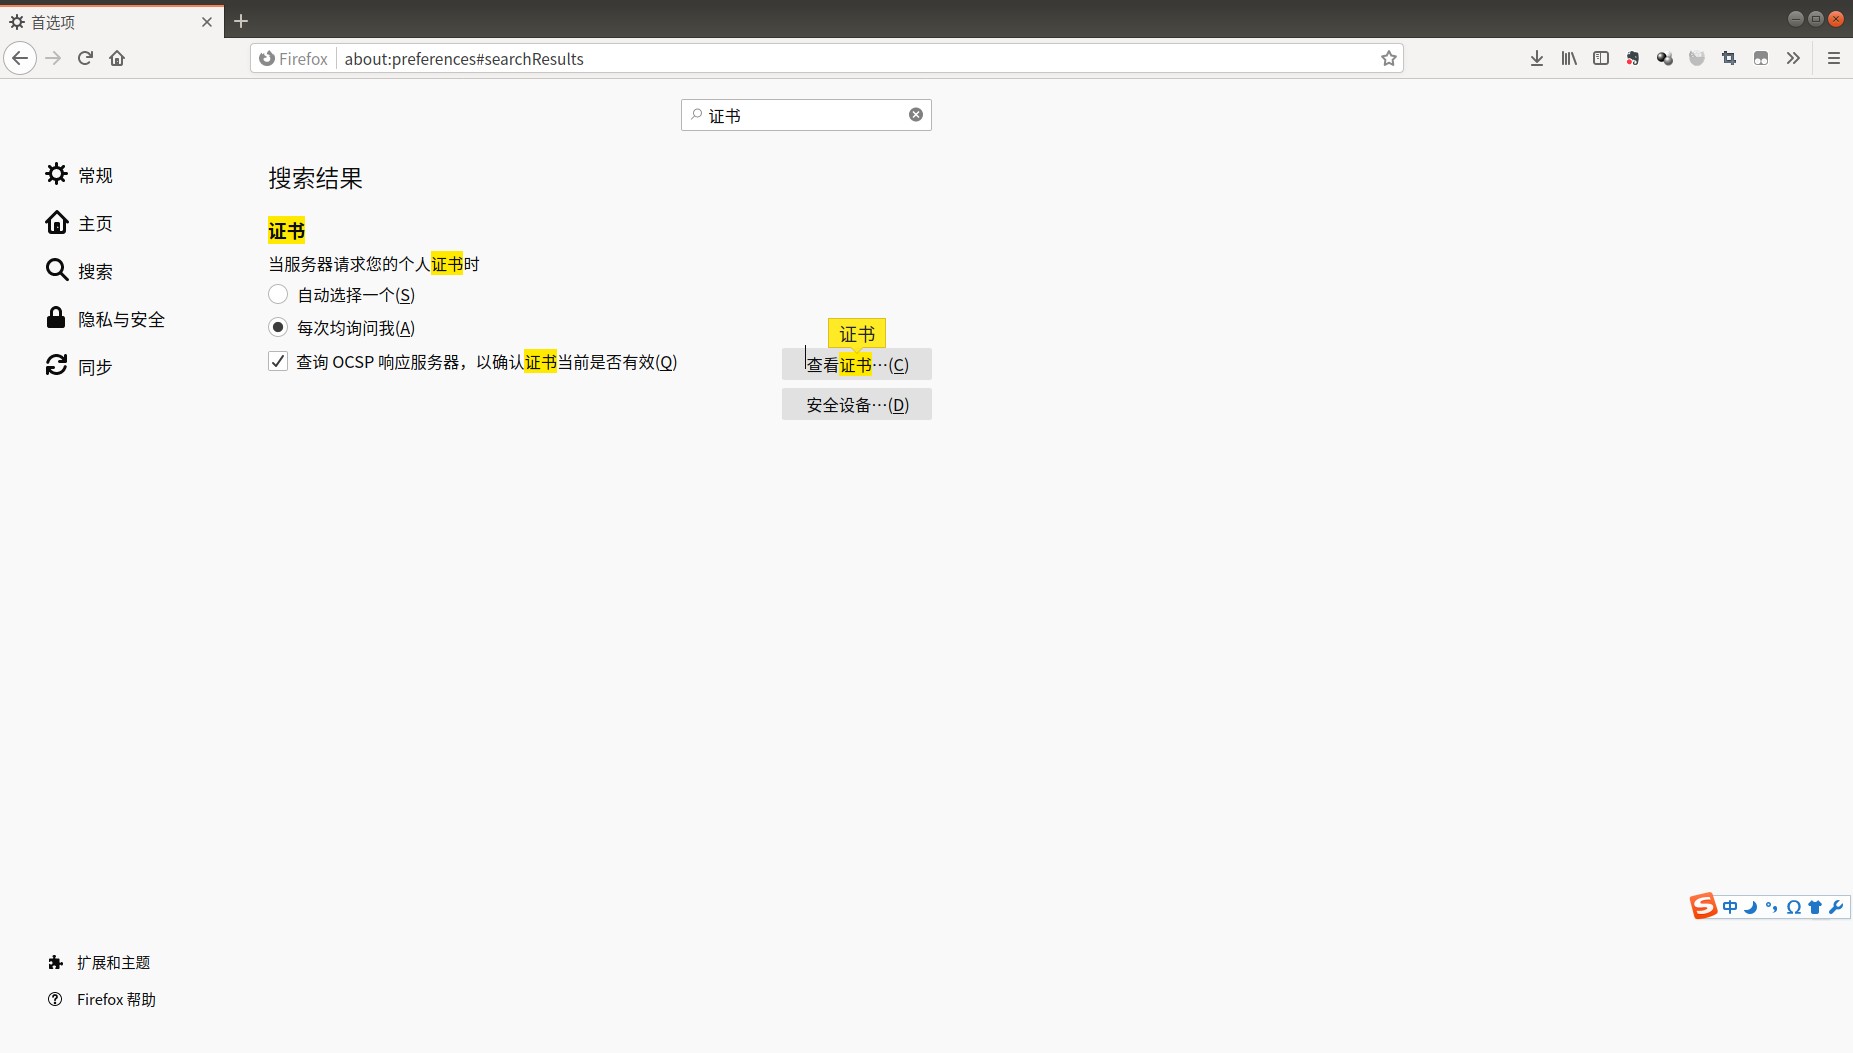 首选项
Firefox
about:preferences#searchResults
证书
常规
主页
搜索
隐私与安全
同步
搜索结果
证书
当服务器请求您的个人证书时
自动选择一个(S)
每次均询问我(A)
查询 OCSP 响应服务器，以确认证书当前是否有效(Q)
证书
查看证书…(C)
安全设备…(D)
S 中
扩展和主题
Firefox 帮助